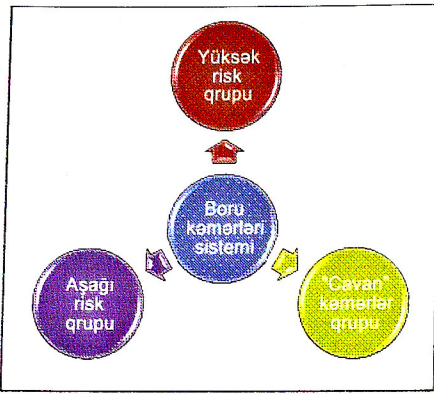 Yüksək
risk
qrupu
Boru
kəmərləri
sistemi
Aşağı
risk
qrupu
"Cavan"
kəmərlər
qrupu